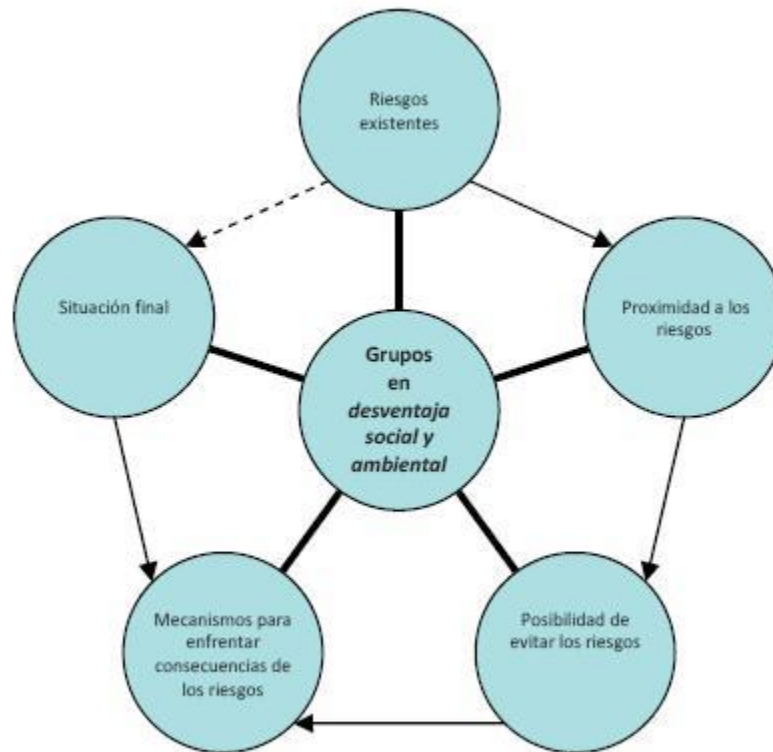 Riesgos
existentes
Situación final
Proximidad a los
riesgos
Grupos
en
desventaja
social y
ambiental
Mecanismos para
enfrentar
consecuencias de
los riesgos
Posibilidad de
evitar los riesgos